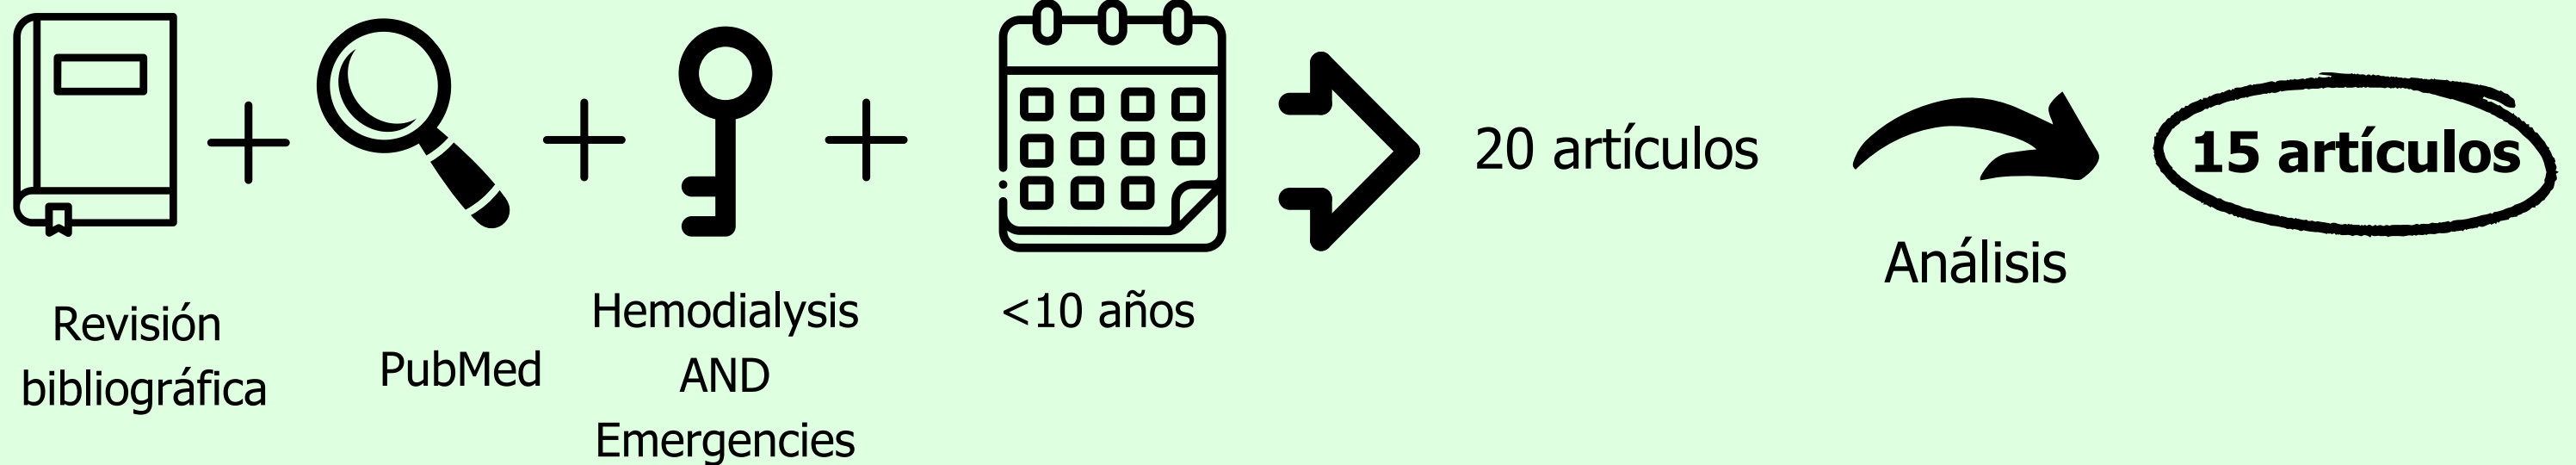 Revisión
bibliográfica
PubMed
Hemodialysis
AND
Emergencies
<10 años
20 artículos
Análisis
15 artículos